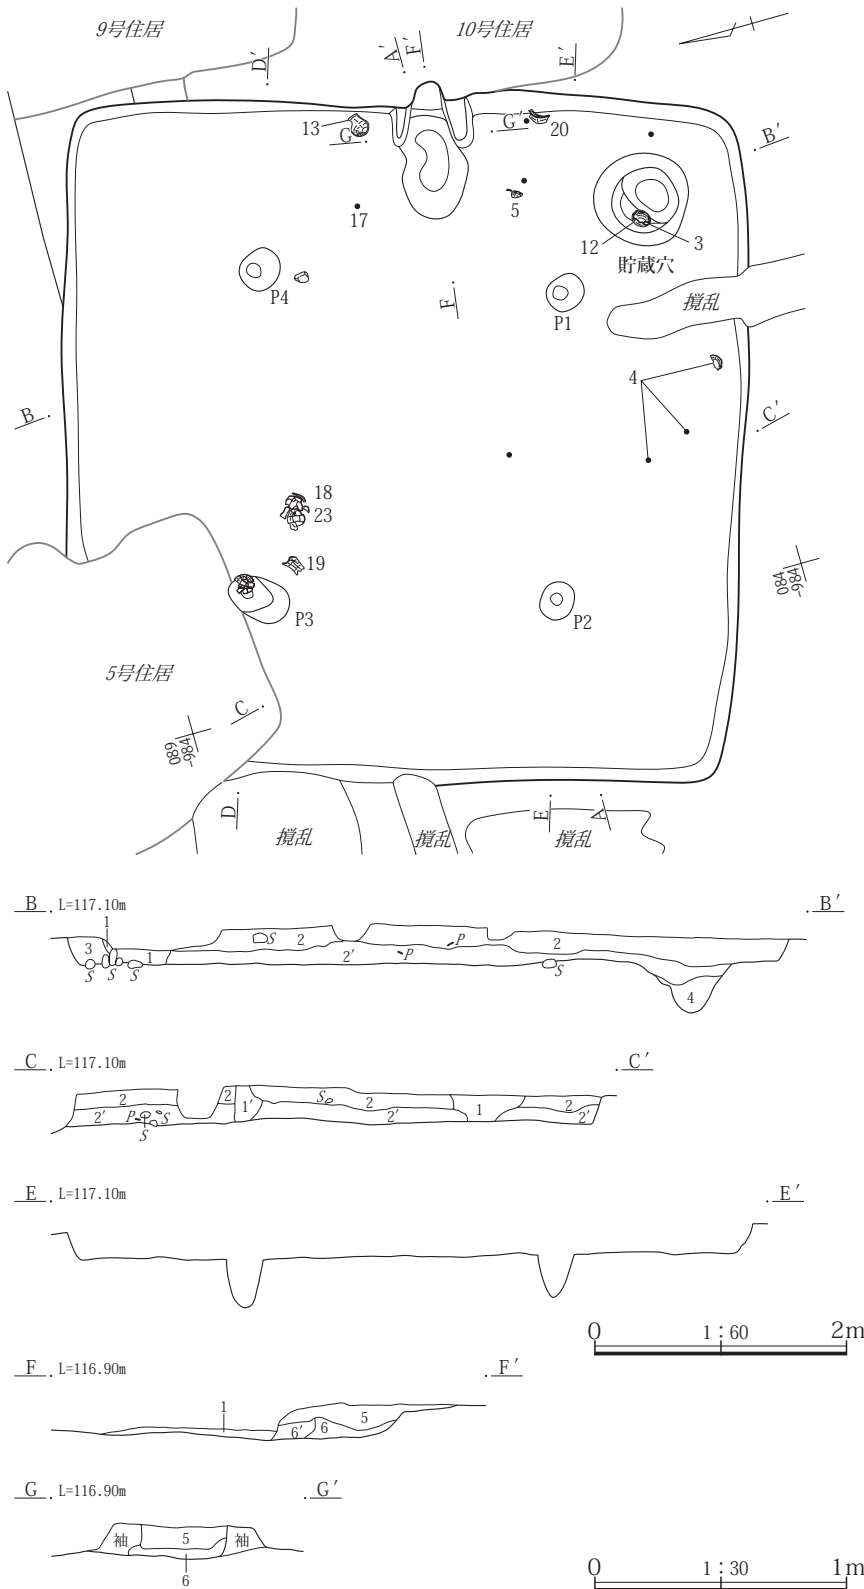 9号住居
10号住居
D′
A′
F′
E′
13
G
G′
20
B′
5
17
12
3
貯蔵穴
P4
F
P1
撹乱
4
B
C′
18
23
19
P3
P2
084
-984
5号住居
C
089
-984
D
撹乱
撹乱
E
撹乱
A
B L=117.10m B′
1
3 S 2 P 2
S S S 1 2′ P S
4
C L=117.10m C′
2 2 1′ S 2 1 2
2′ P S 2′ 2′
S
E L=117.10m E′
0 1:60 2m
F L=116.90m F′
1 5
6′ 6
G L=116.90m G′
袖 5 袖
6
0 1:30 1m